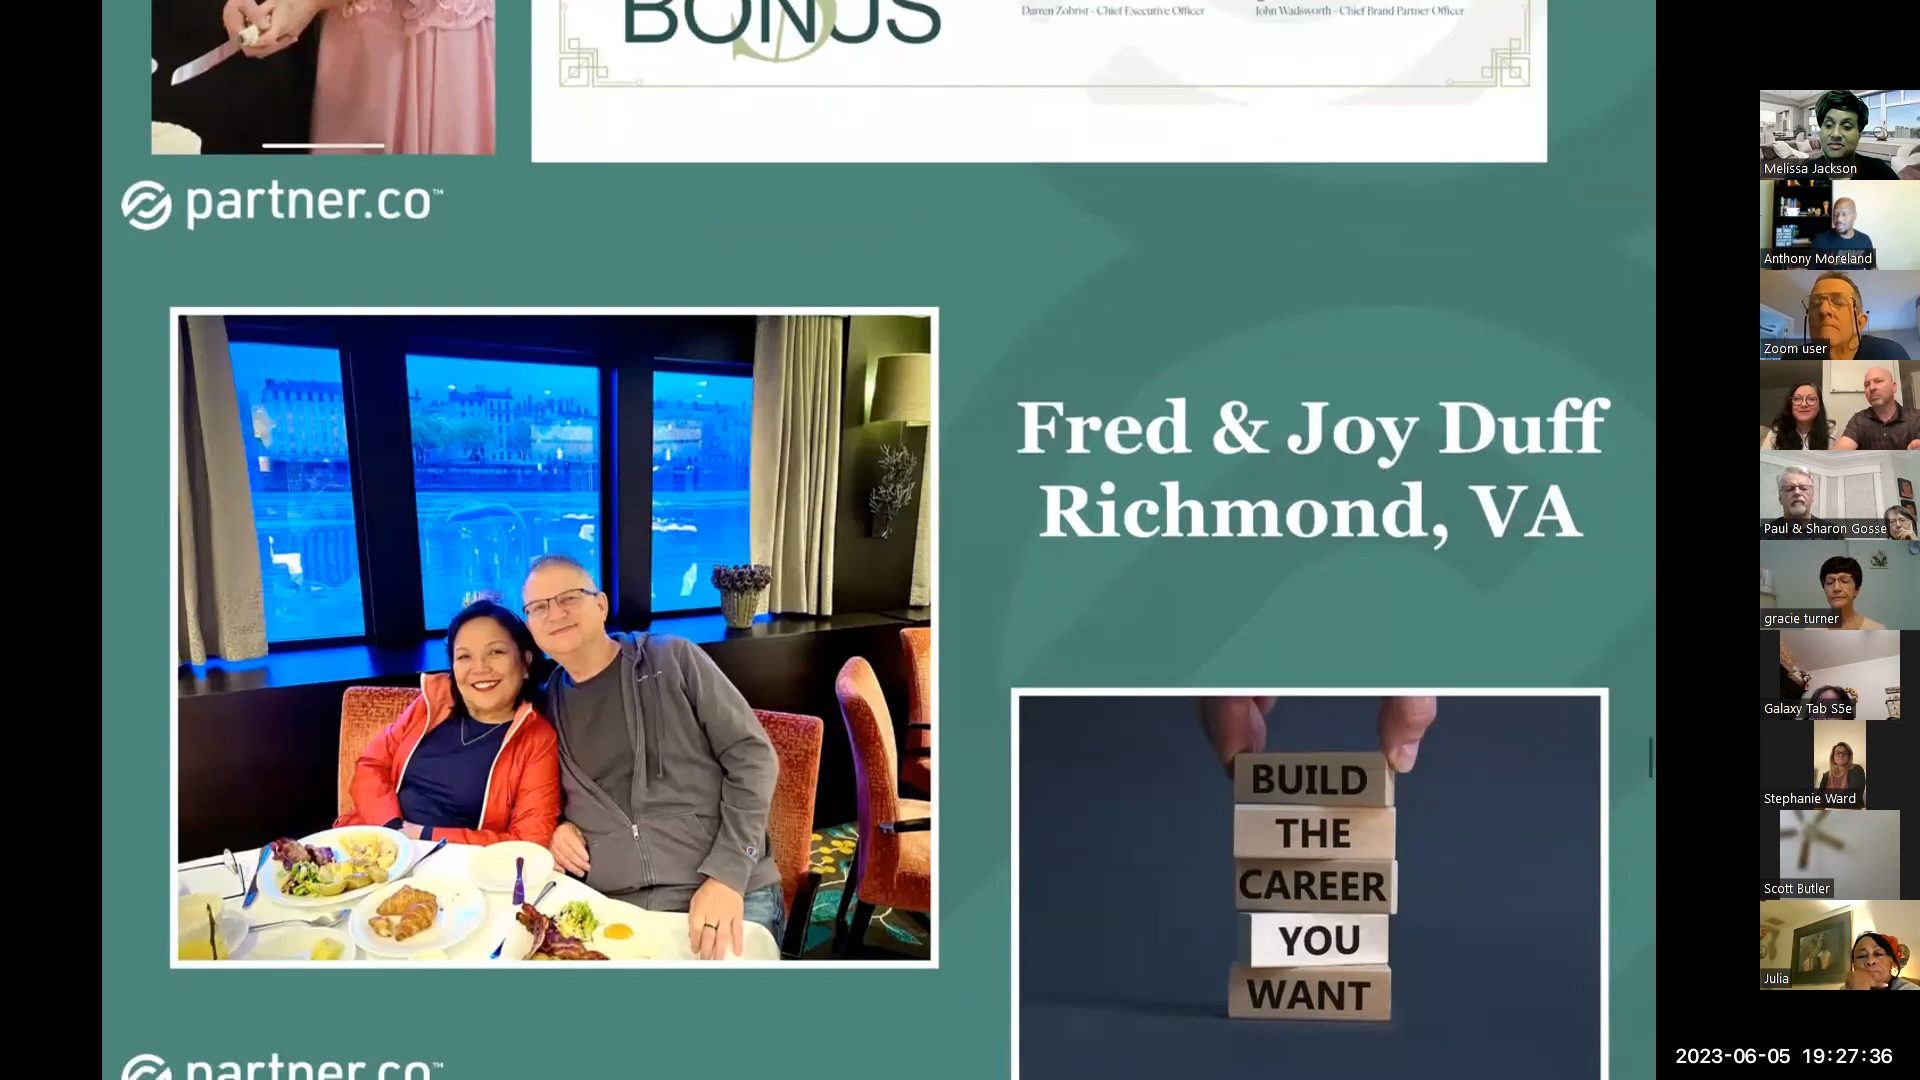 BONUS
Darren Zobrist - Chief Executive Officer
John Wadsworth - Chief Brand Partner Officer
partner.co™
Fred & Joy Duff
Richmond, VA
BUILD
THE
CAREER
YOU
WANT
partner.co™
Melissa Jackson
Anthony Moreland
Zoom user
Paul & Sharon Gosse
gracie turner
Galaxy Tab S5e
Stephanie Ward
Scott Butler
Julia
2023-06-05 19:27:36